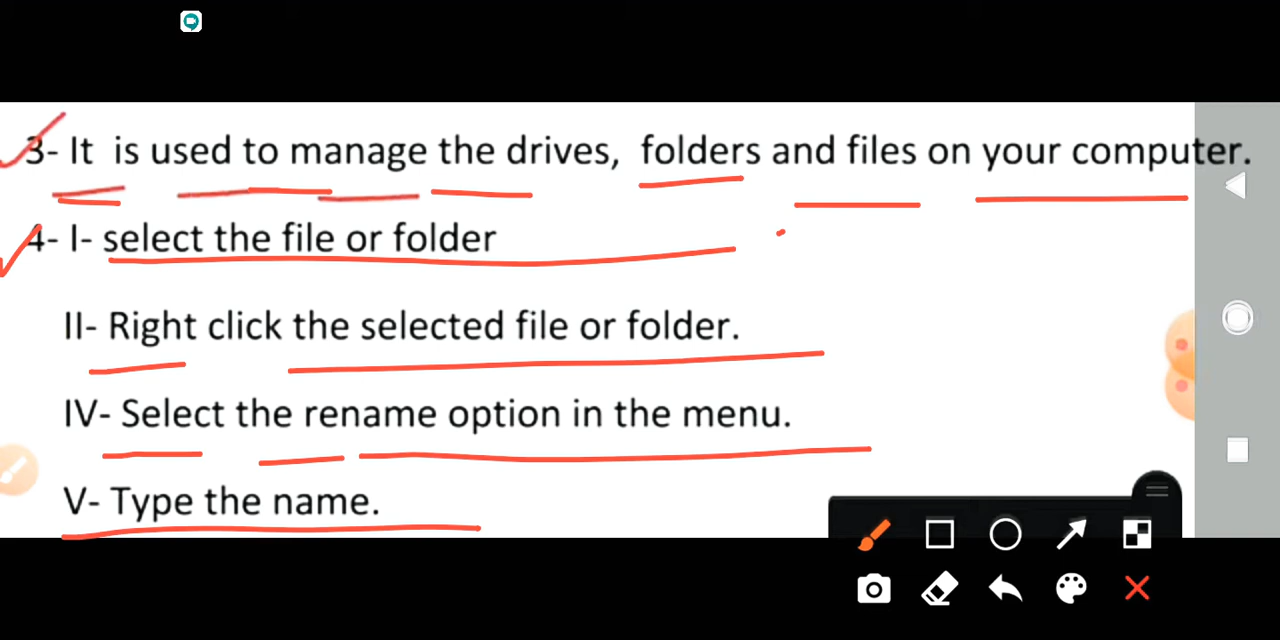 3- It is used to manage the drives, folders and files on your computer.
4- I- select the file or folder
II- Right click the selected file or folder.
IV- Select the rename option in the menu.
V- Type the name.